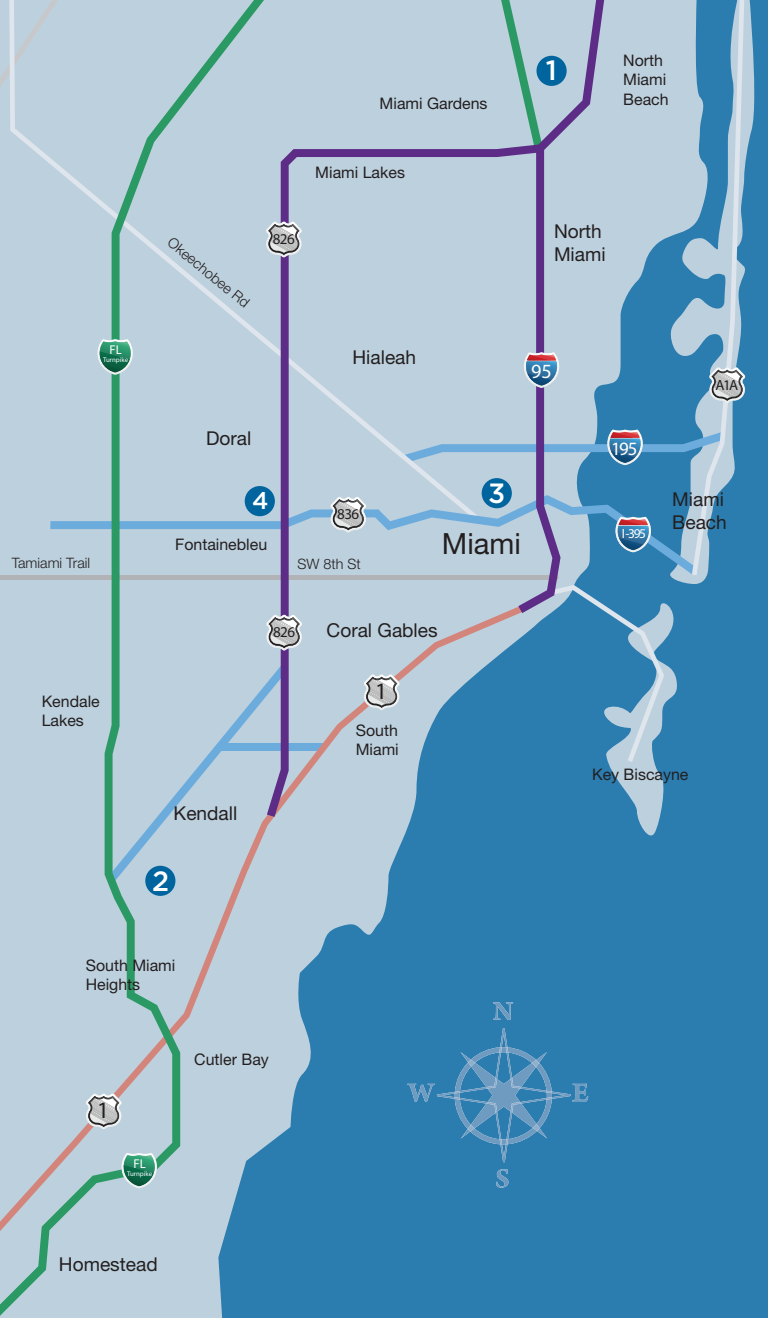 1
North
Miami
Beach
Miami Gardens
Miami Lakes
North
Miami
826
Okeechobee Rd
FL
Turnpike
Hialeah
95
A1A
Doral
195
4
3
836
Miami
Beach
I-395
Fontainebleu
Miami
Tamiami Trail
SW 8th St
826
Coral Gables
1
Kendale
Lakes
South
Miami
Key Biscayne
Kendall
2
South Miami
Heights
N
W
E
S
Cutler Bay
1
FL
Turnpike
Homestead